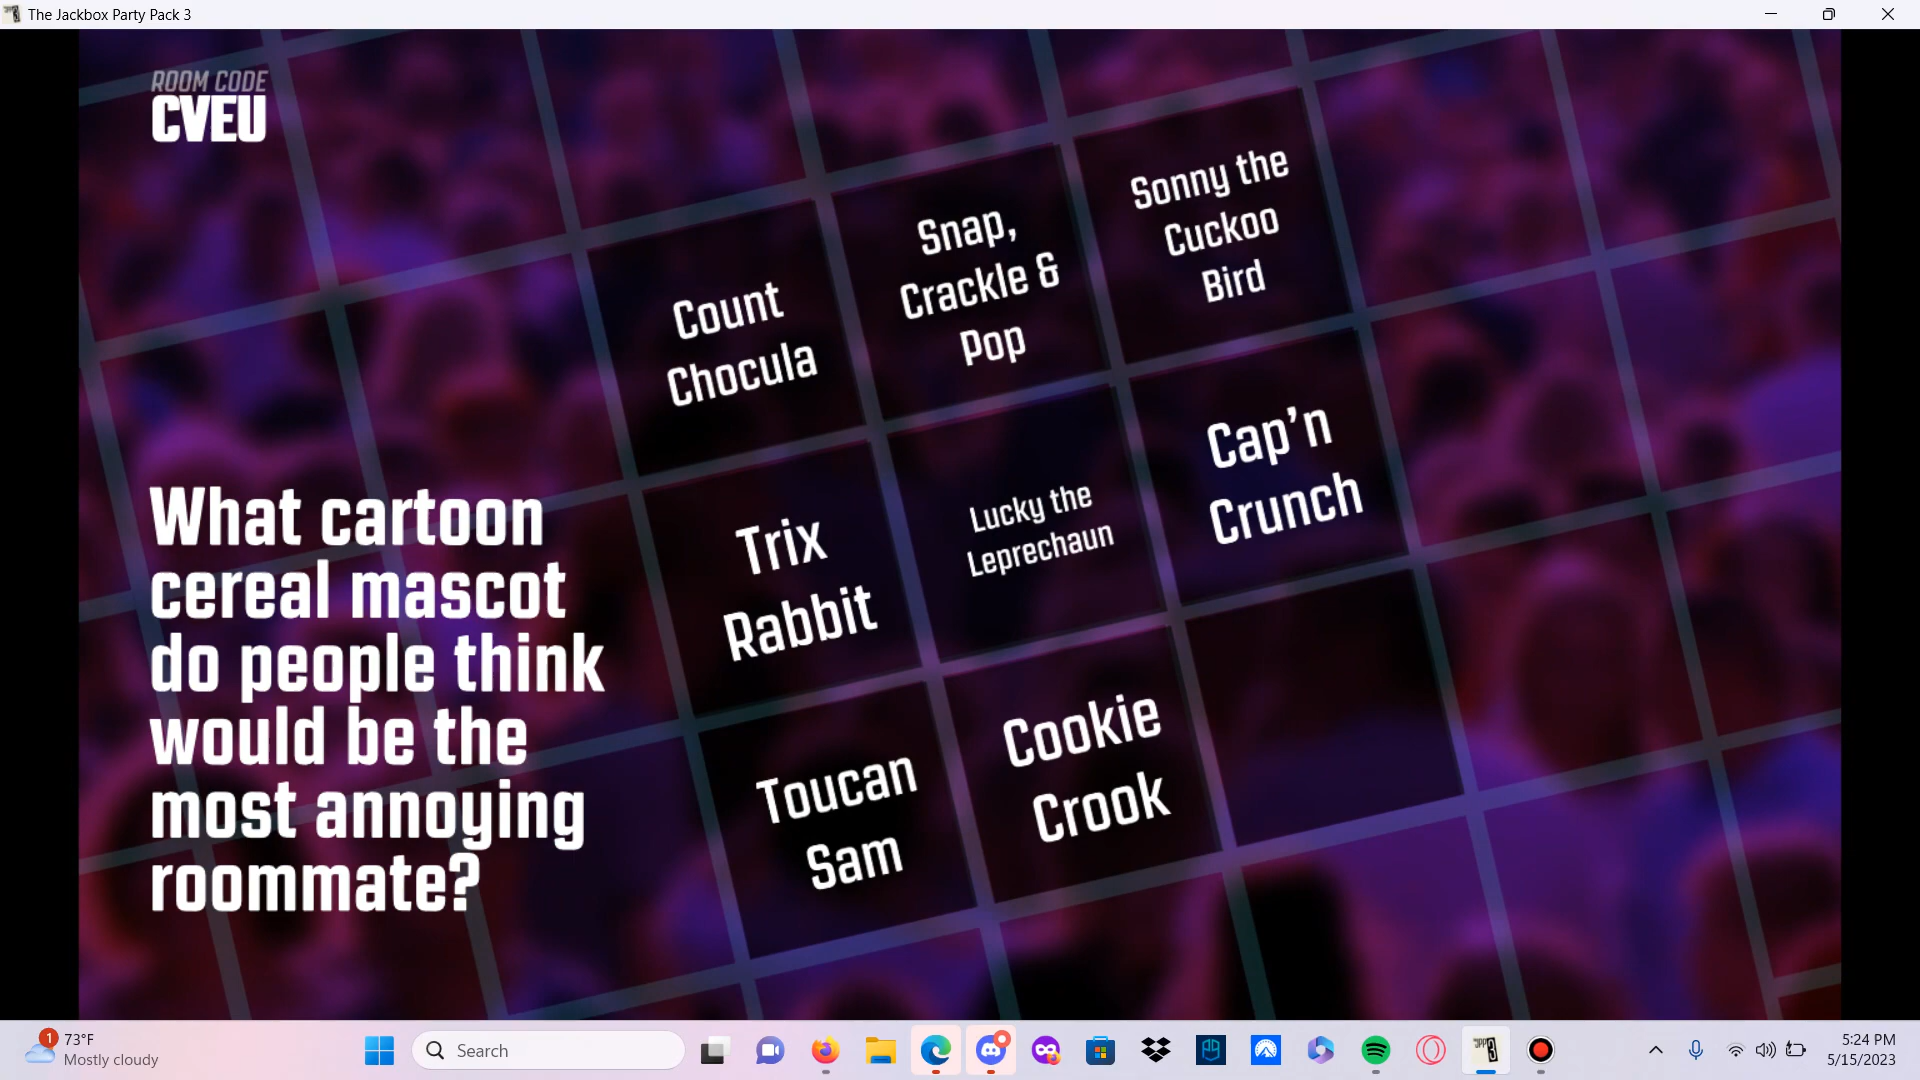 The Jackbox Party Pack 3
ROOM CODE
CVEU
What cartoon
cereal mascot
do people think
would be the
most annoying
roommate?
Count
Chocula
Snap,
Crackle &
Pop
Sonny the
Cuckoo
Bird
Trix
Rabbit
Lucky the
Leprechaun
Cap'n
Crunch
Toucan
Sam
Cookie
Crook
1
73°F
Mostly cloudy
Search
5:24 PM
5/15/2023